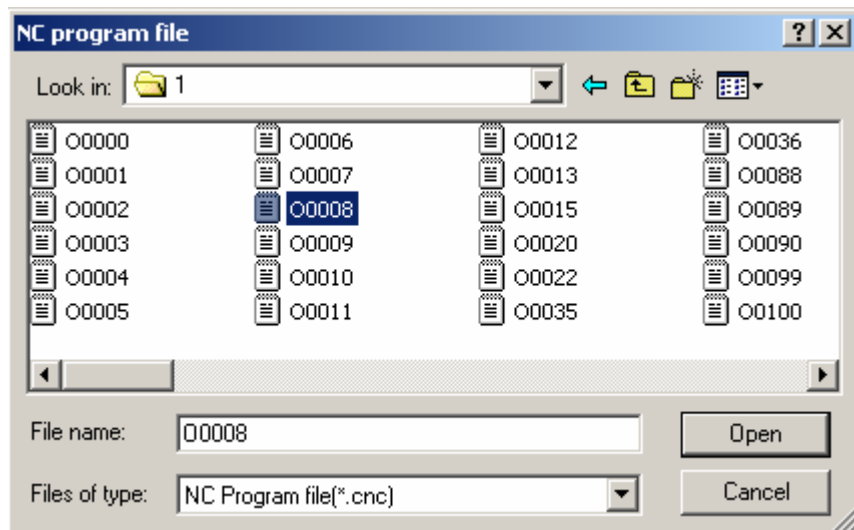 NC program file
Look in: 1
O0000 O0006 O0012 O0036
O0001 O0007 O0013 O0088
O0002 O0008 O0015 O0089
O0003 O0009 O0020 O0090
O0004 O0010 O0022 O0099
O0005 O0011 O0035 O0100
File name: O0008 Open
Files of type: NC Program file(*.cnc) Cancel